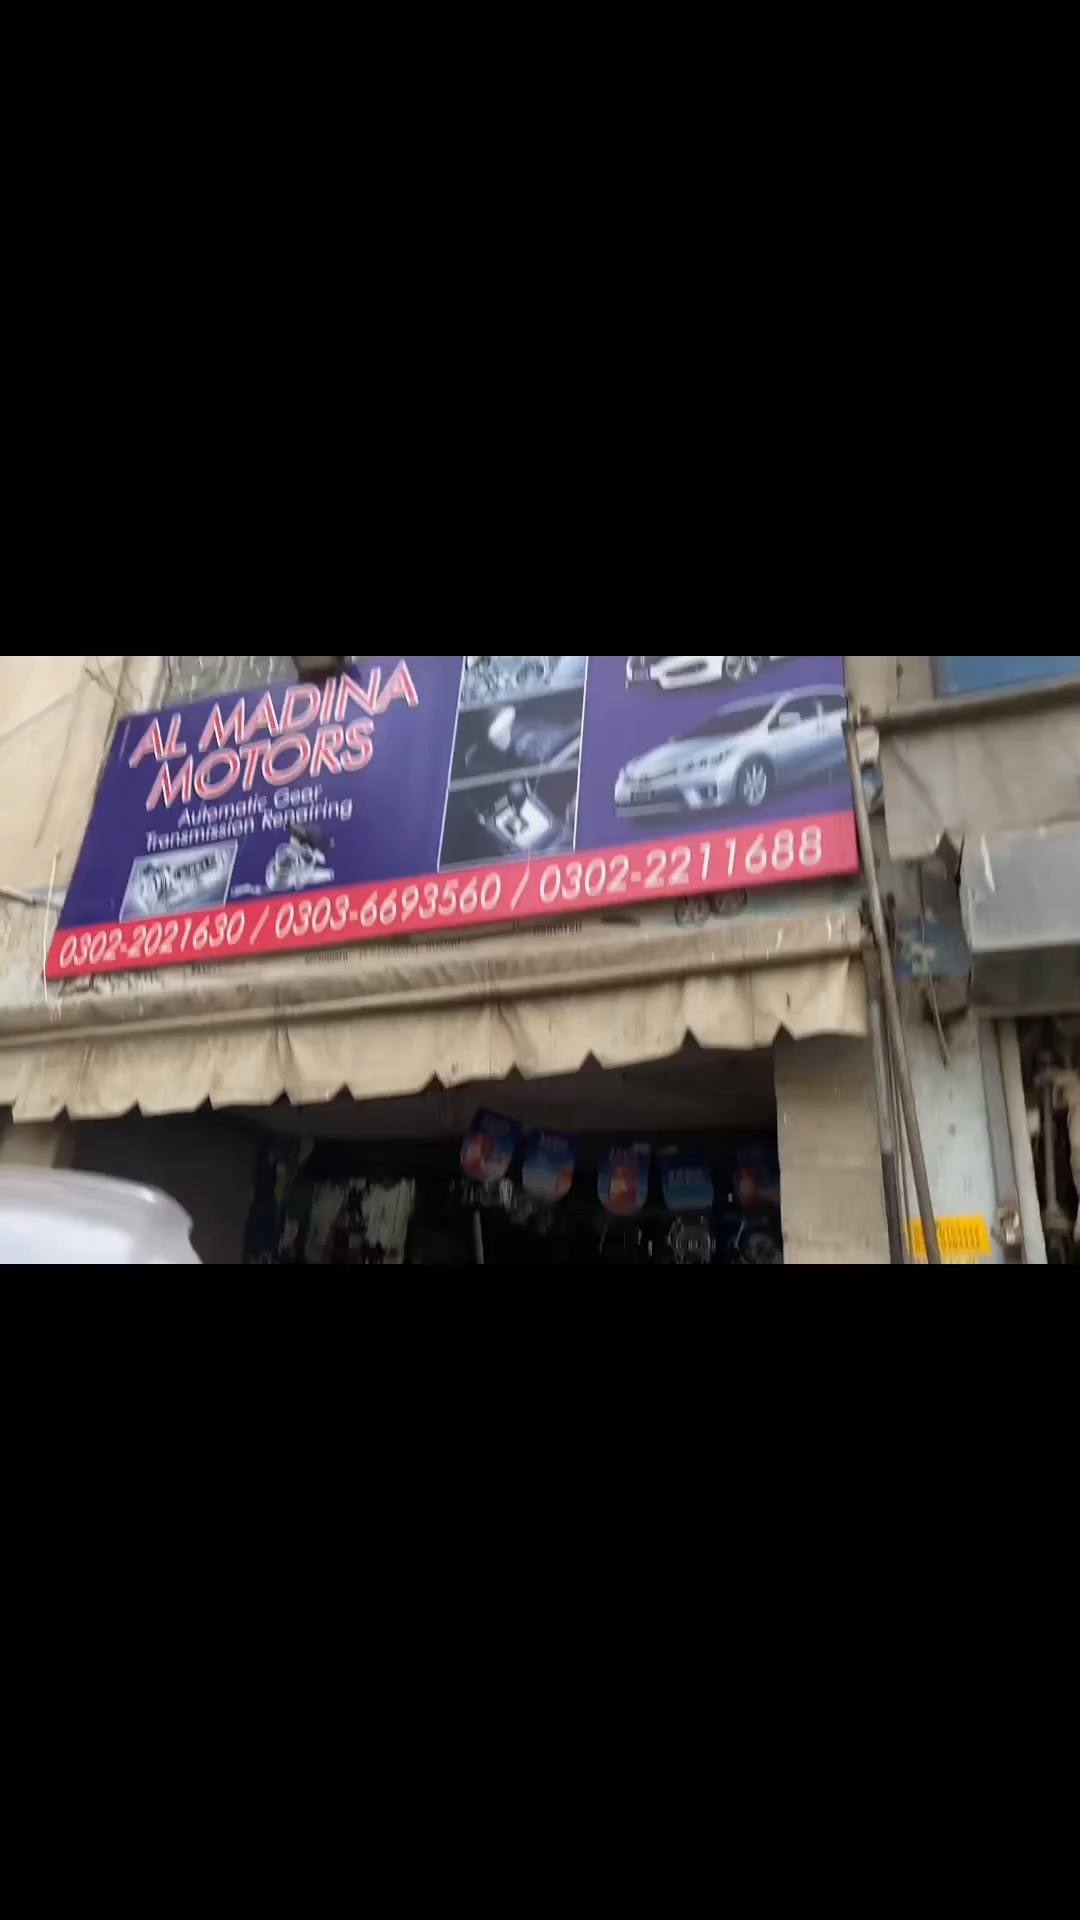 AL MADINA
MOTORS
Automatic Gear
Transmission Repairing
0302-2021630 / 0303-6693560 / 0302-2211688